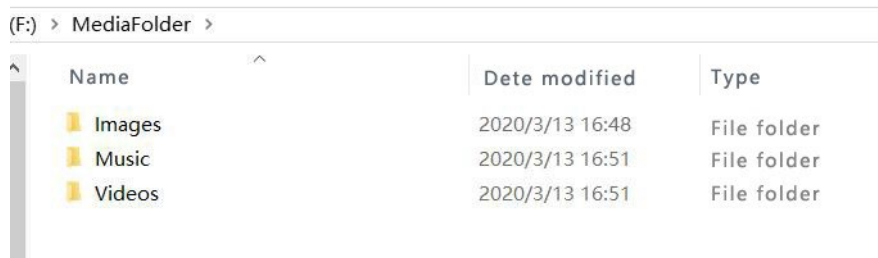 (F:) > MediaFolder >
Name Dete modified Type
Images 2020/3/13 16:48 File folder
Music 2020/3/13 16:51 File folder
Videos 2020/3/13 16:51 File folder